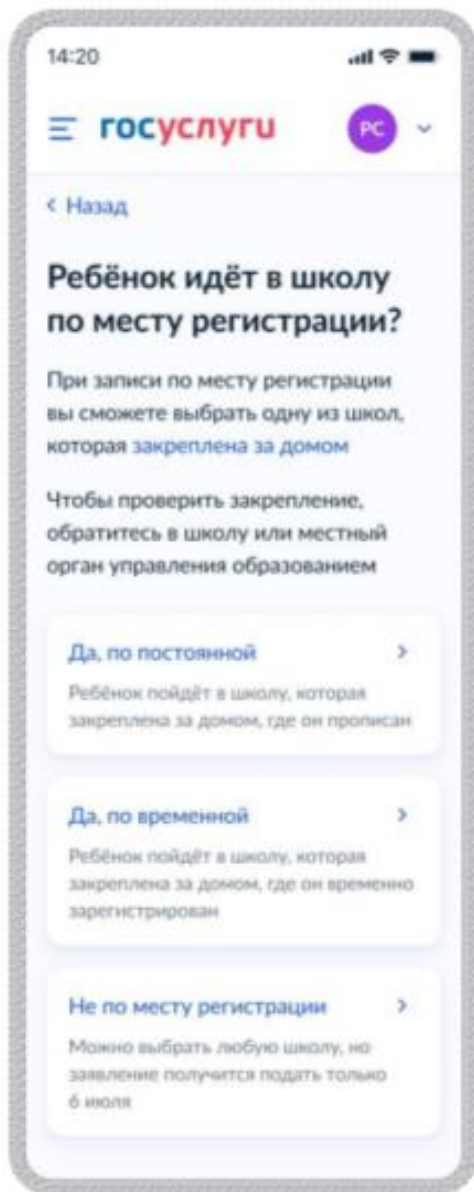 14:20
госуслуги
РС
Назад
Ребёнок идёт в школу
по месту регистрации?
При записи по месту регистрации
вы сможете выбрать одну из школ,
которая закреплена за домом
Чтобы проверить закрепление,
обратитесь в школу или местный
орган управления образованием
Да, по постоянной
Ребёнок пойдёт в школу, которая
закреплена за домом, где он прописан
Да, по временной
Ребёнок пойдёт в школу, которая
закреплена за домом, где он временно
зарегистрирован
Не по месту регистрации
Можно выбрать любую школу, но
заявление получится подать только
6 июля